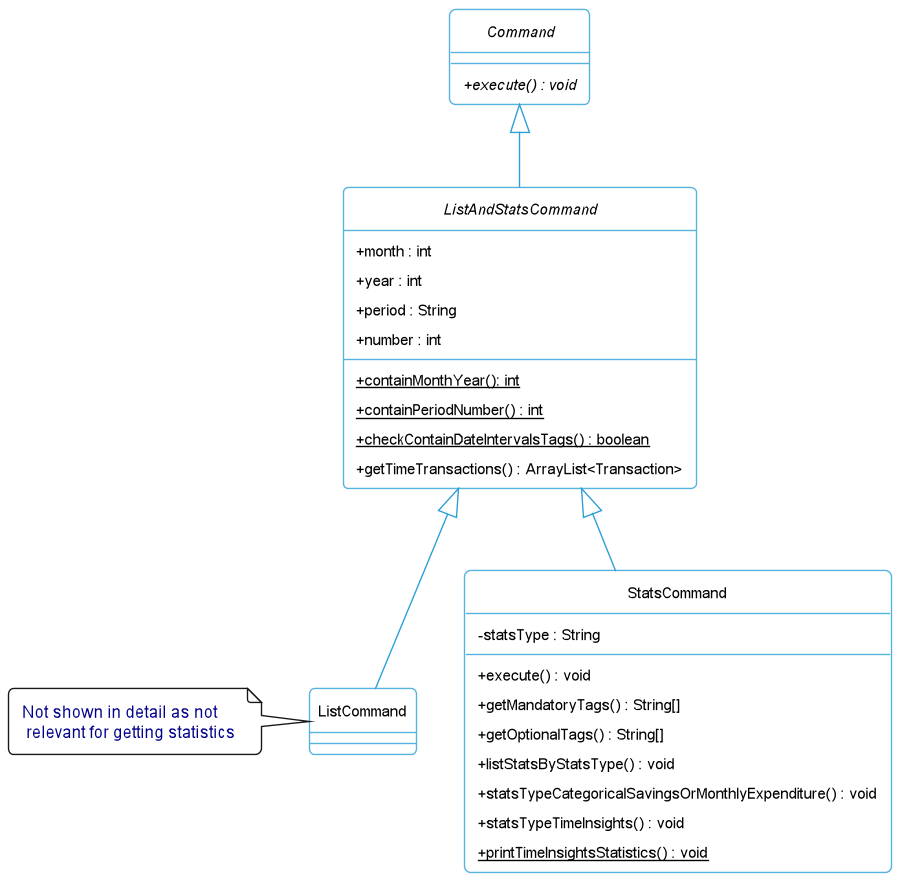 Command
+execute() : void
ListAndStatsCommand
+month : int
+year : int
+period : String
+number : int
+containMonthYear(): int
+containPeriodNumber() : int
+checkContainDateIntervalsTags() : boolean
+getTimeTransactions() : ArrayList<Transaction>
StatsCommand
-statsType : String
+execute() : void
+getMandatoryTags() : String[]
+getOptionalTags() : String[]
+listStatsByStatsType() : void
+statsTypeCategoricalSavingsOrMonthlyExpenditure() : void
+statsTypeTimeInsights() : void
+printTimeInsightsStatistics() : void
Not shown in detail as not
relevant for getting statistics
ListCommand